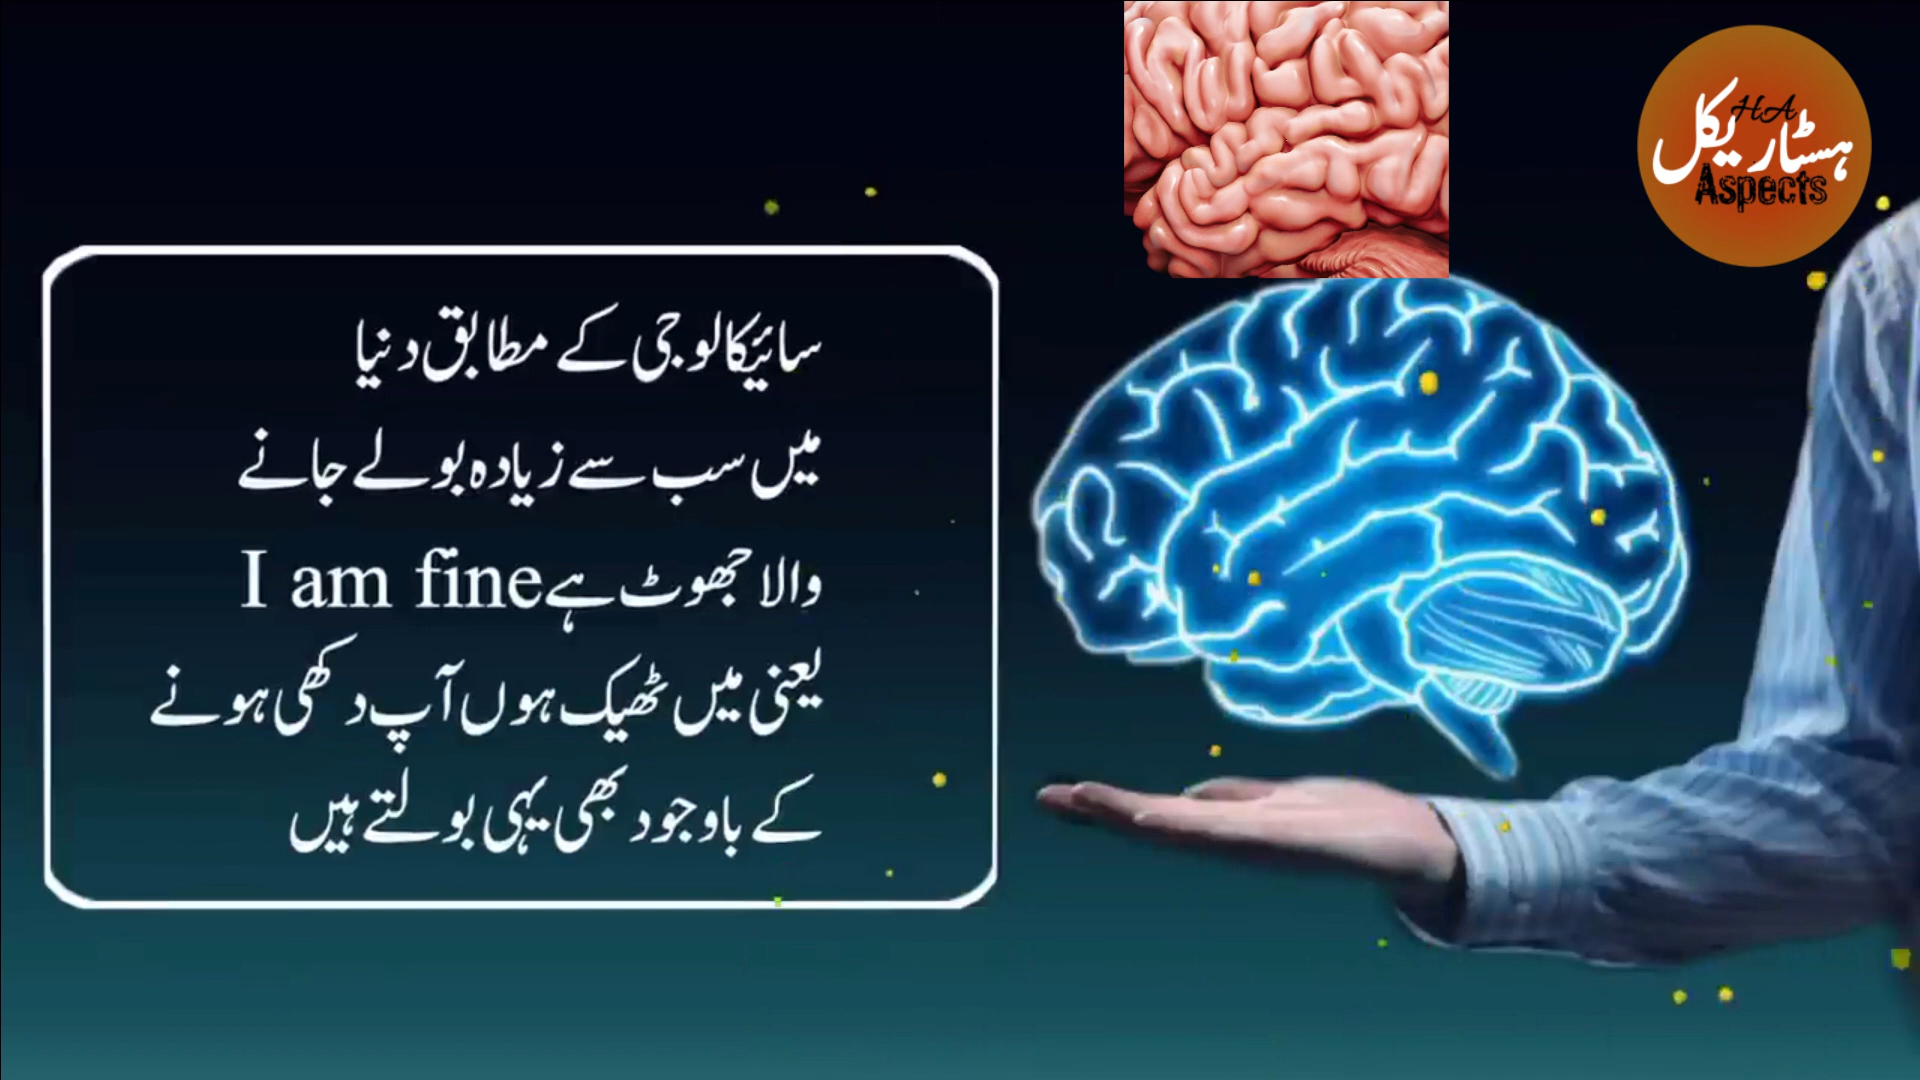 سائیکالوجی کے مطابق دنیا
میں سب سے زیادہ بولے جانے
والا جھوٹ ہے I am fine
یعنی میں ٹھیک ہوں آپ دکھی ہونے
کے باوجود بھی یہی بولتے ہیں
HA
ہسٹاریکل
Aspects